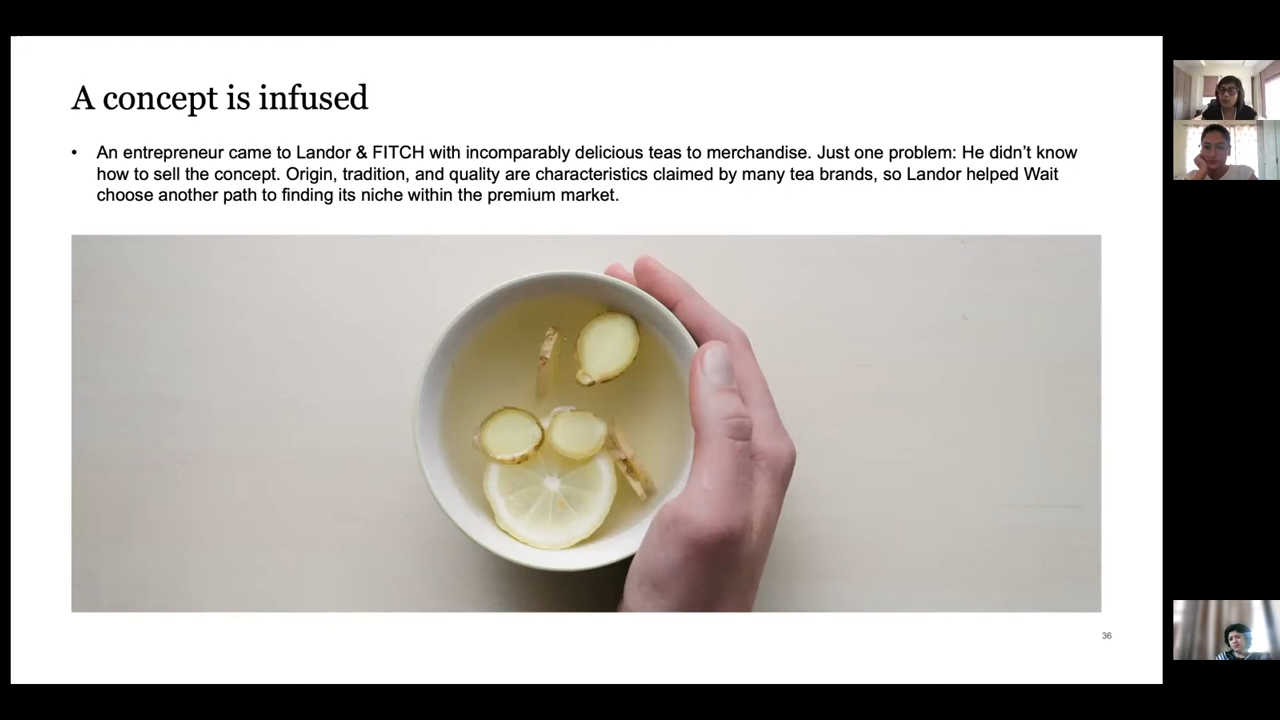 A concept is infused
• An entrepreneur came to Landor & FITCH with incomparably delicious teas to merchandise. Just one problem: He didn’t know
how to sell the concept. Origin, tradition, and quality are characteristics claimed by many tea brands, so Landor helped Wait
choose another path to finding its niche within the premium market.
36